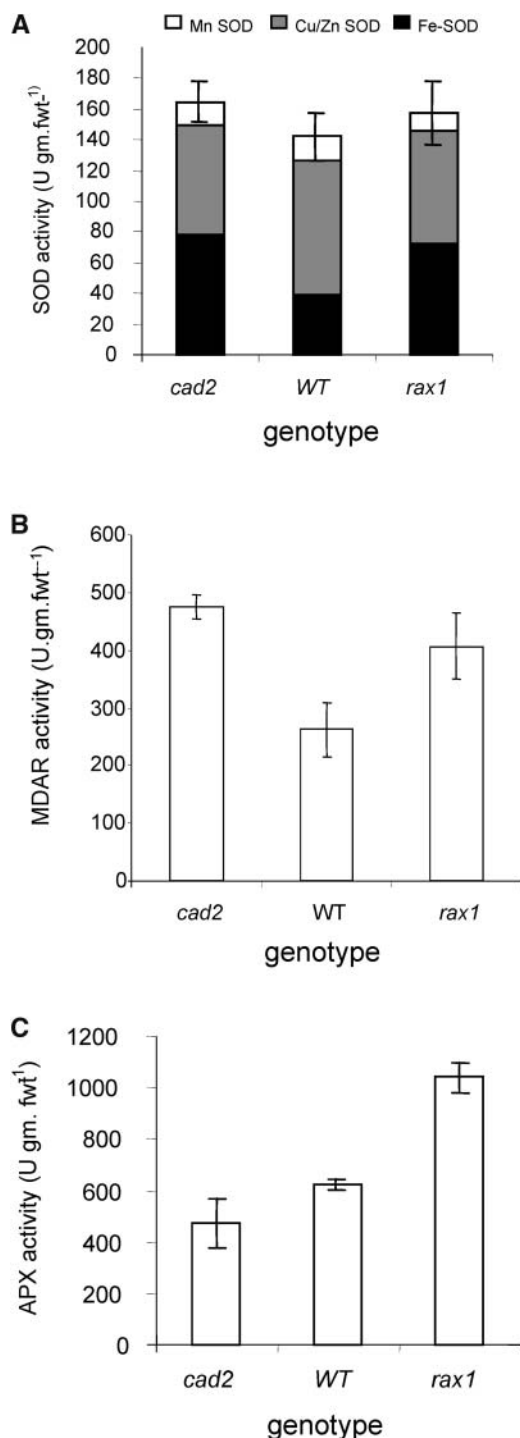 A
Mn SOD Cu/Zn SOD Fe-SOD
SOD activity (U gm.fwt-1)
200
180
160
140
120
100
80
60
40
20
0
cad2 WT rax1
genotype
B
MDAR activity (U.gm.fwt-1)
600
500
400
300
200
100
0
cad2 WT rax1
genotype
C
APX activity (U gm. fwt1)
1200
1000
800
600
400
200
0
cad2 WT rax1
genotype